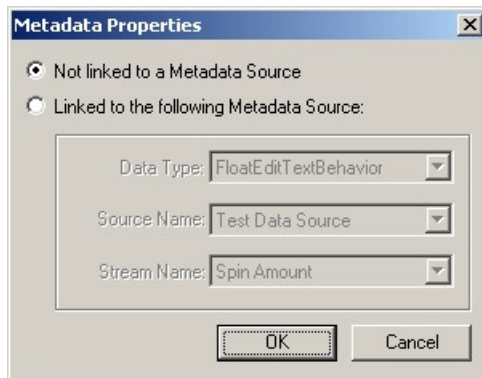 Metadata Properties
Not linked to a Metadata Source
Linked to the following Metadata Source:
Data Type: FloatEditTextBehavior
Source Name: Test Data Source
Stream Name: Spin Amount
OK Cancel